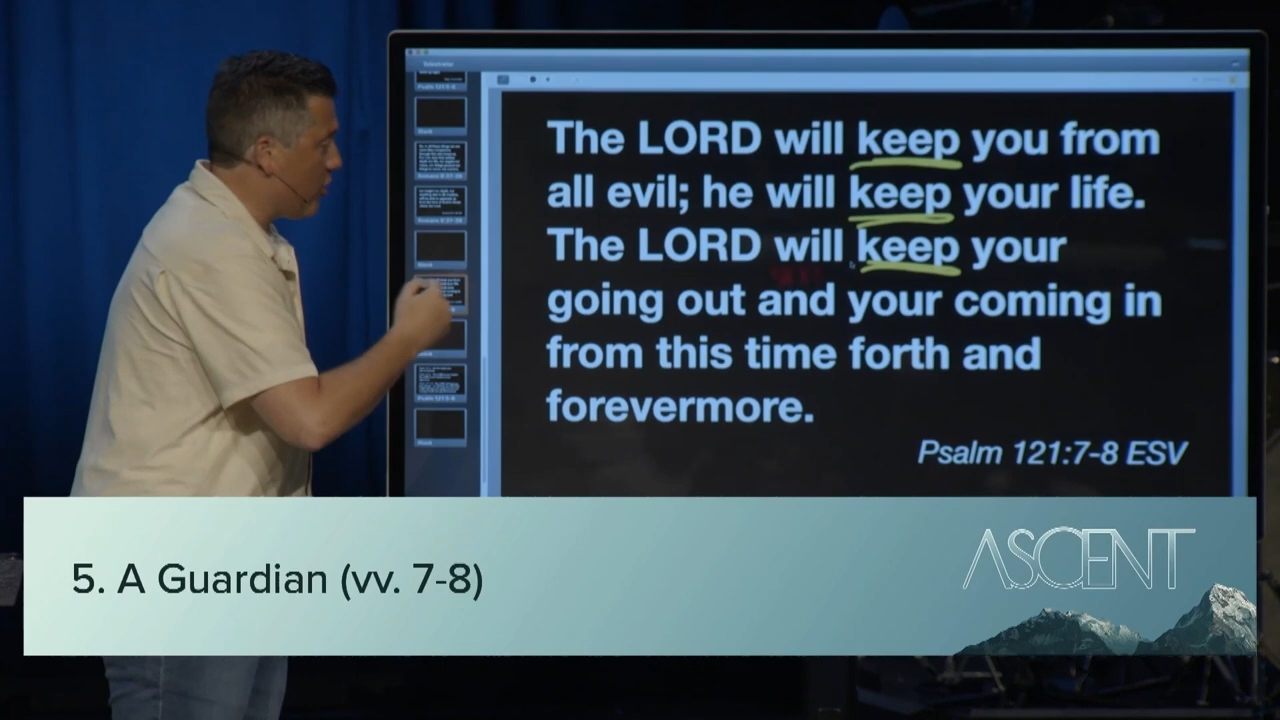 The LORD will keep you from
all evil; he will keep your life.
The LORD will keep your
going out and your coming in
from this time forth and
forevermore.
Psalm 121:7-8 ESV
5. A Guardian (vv. 7-8)
ASCENT